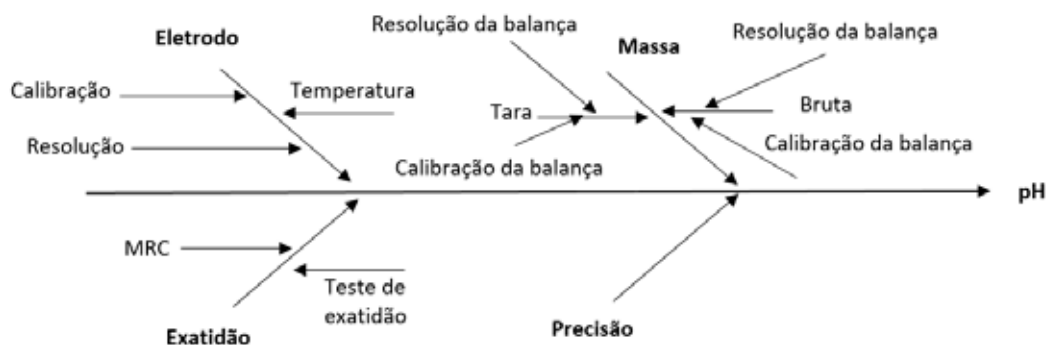 Eletrodo
Calibração
Temperatura
Resolução
Resolução da balança
Massa
Resolução da balança
Tara
Bruta
Calibração da balança
Calibração da balança
pH
MRC
Teste de
exatidão
Exatidão
Precisão